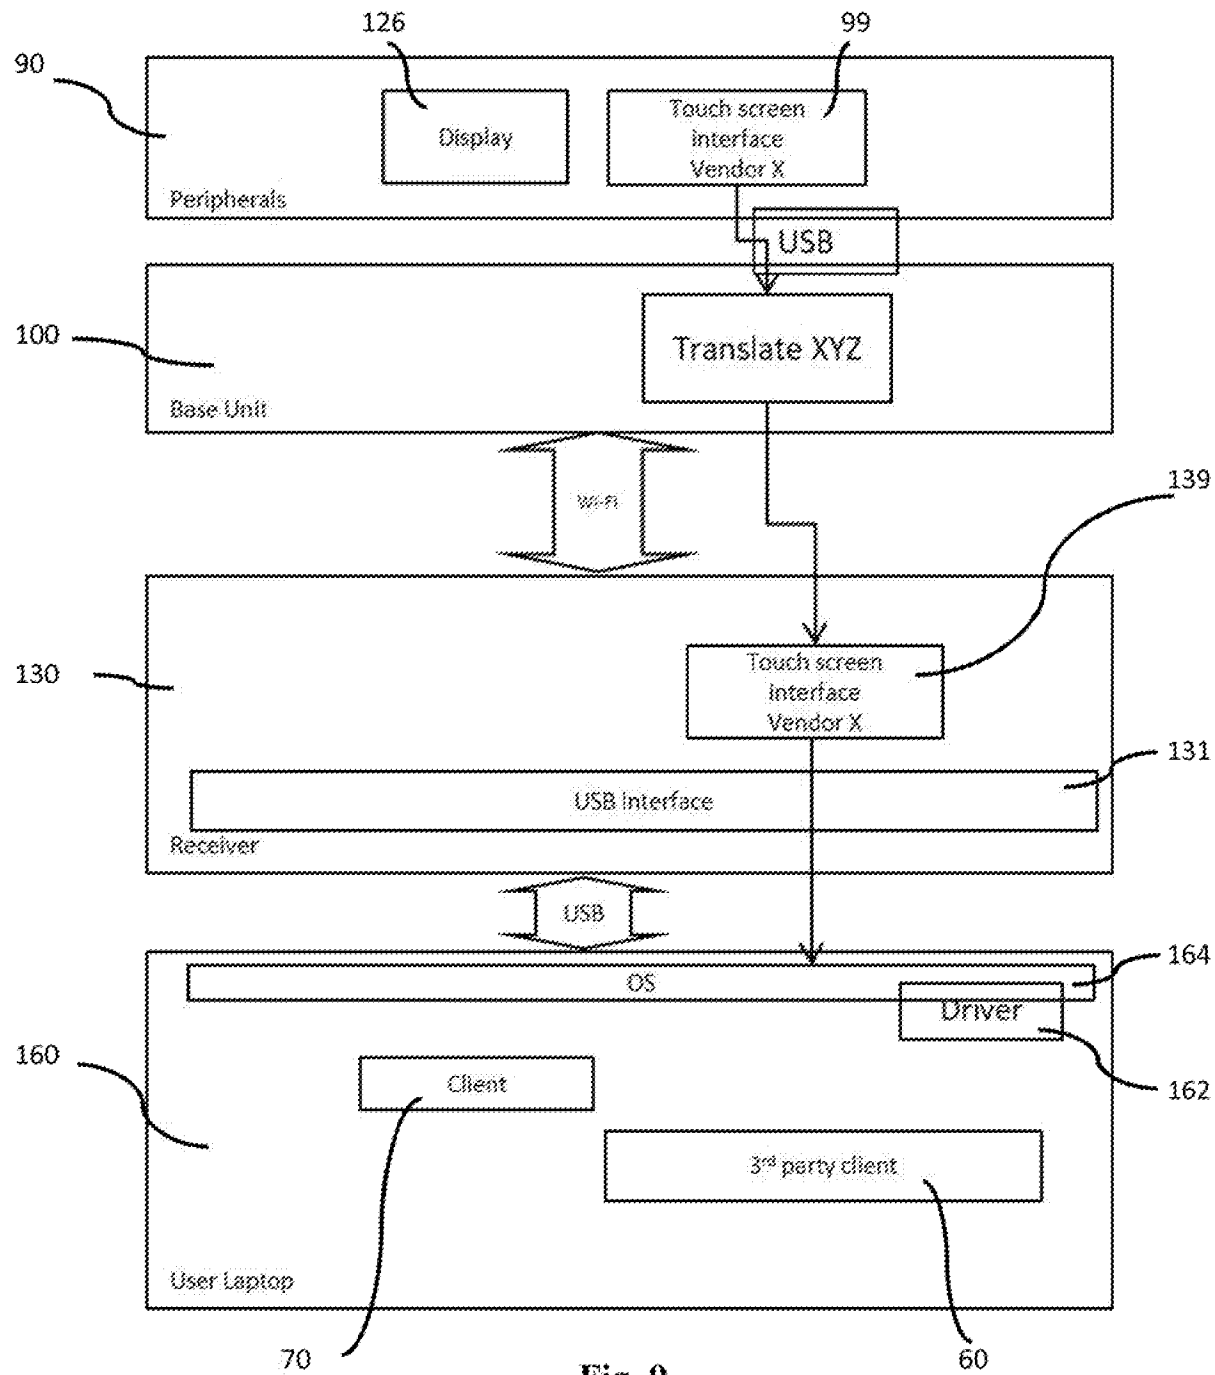 126
99
90
Display
Touch screen
interface
Vendor X
Peripherals
USB
100
Translate XYZ
Base Unit
wi-fi
139
130
Touch screen
interface
Vendor X
131
USB interface
Receiver
USB
164
OS
Driver
160
162
Client
3rd party client
User Laptop
70
60